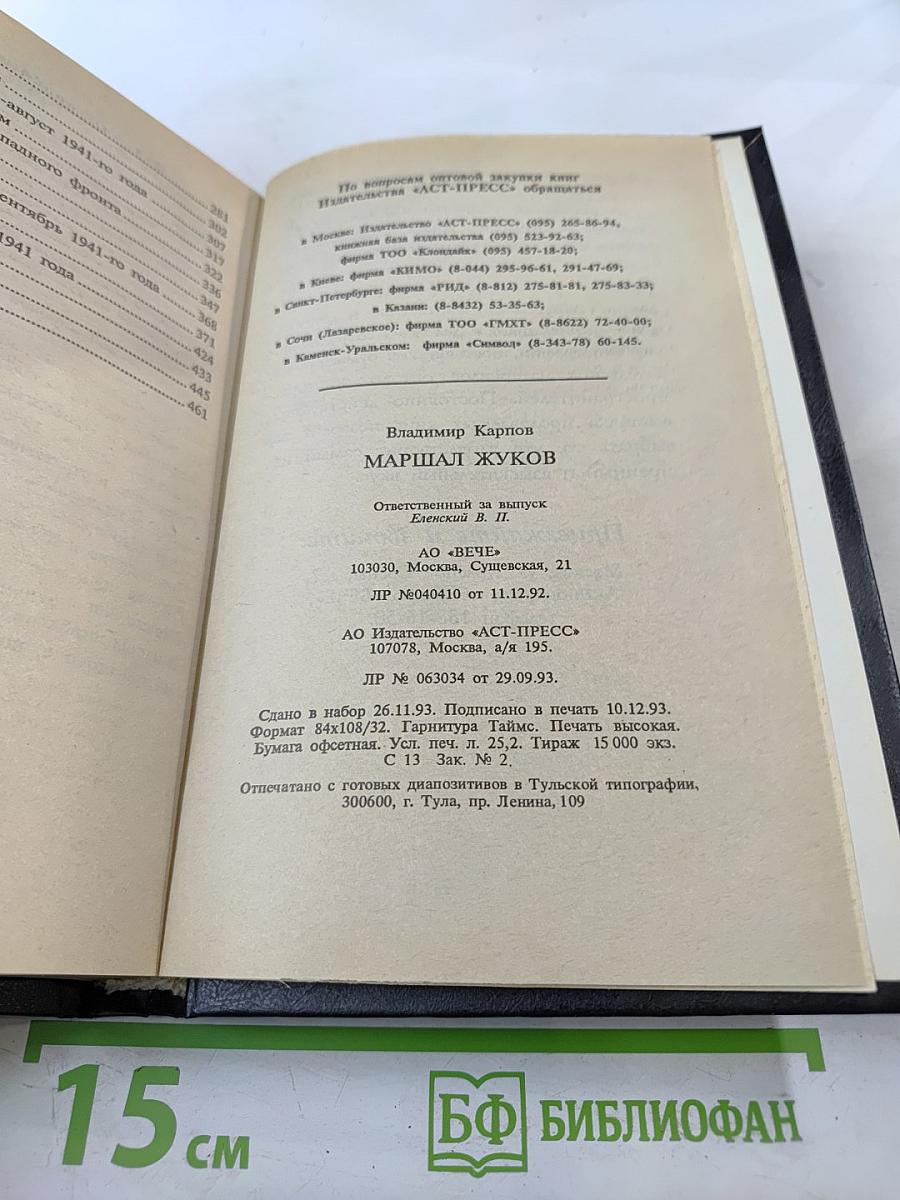 -август 1941-го года
падного фронта
ентябрь 1941-го года
1941 года
281
302
307
317
322
336
347
368
371
424
433
445
461
По вопросам оптовой закупки книг
Издательства «АСТ-ПРЕСС» обращаться
в Москве: Издательство «АСТ-ПРЕСС» (095) 265-86-94,
книжная база издательства (095) 523-92-63;
фирма ТОО «Клондайк» (095) 457-18-20;
в Киеве: фирма «КИМО» (8-044) 295-96-61, 291-47-69;
в Санкт-Петербурге: фирма «РИД» (8-812) 275-81-81, 275-83-33;
в Казани: (8-8432) 53-35-63;
в Сочи (Лазаревское): фирма ТОО «ГМХТ» (8-8622) 72-40-00;
в Каменск-Уральском: фирма «Символ» (8-343-78) 60-145.
Владимир Карпов
МАРШАЛ ЖУКОВ
Ответственный за выпуск
Еленский В. П.
АО «ВЕЧЕ»
103030, Москва, Сущевская, 21
ЛР №040410 от 11.12.92.
АО Издательство «АСТ-ПРЕСС»
107078, Москва, а/я 195.
ЛР № 063034 от 29.09.93.
Сдано в набор 26.11.93. Подписано в печать 10.12.93.
Формат 84x108/32. Гарнитура Таймс. Печать высокая.
Бумага офсетная. Усл. печ. л. 25,2. Тираж 15 000 экз.
С 13 Зак. № 2.
Отпечатано с готовых диапозитивов в Тульской типографии,
300600, г. Тула, пр. Ленина, 109
15 см
БФ БИБЛИОФАН